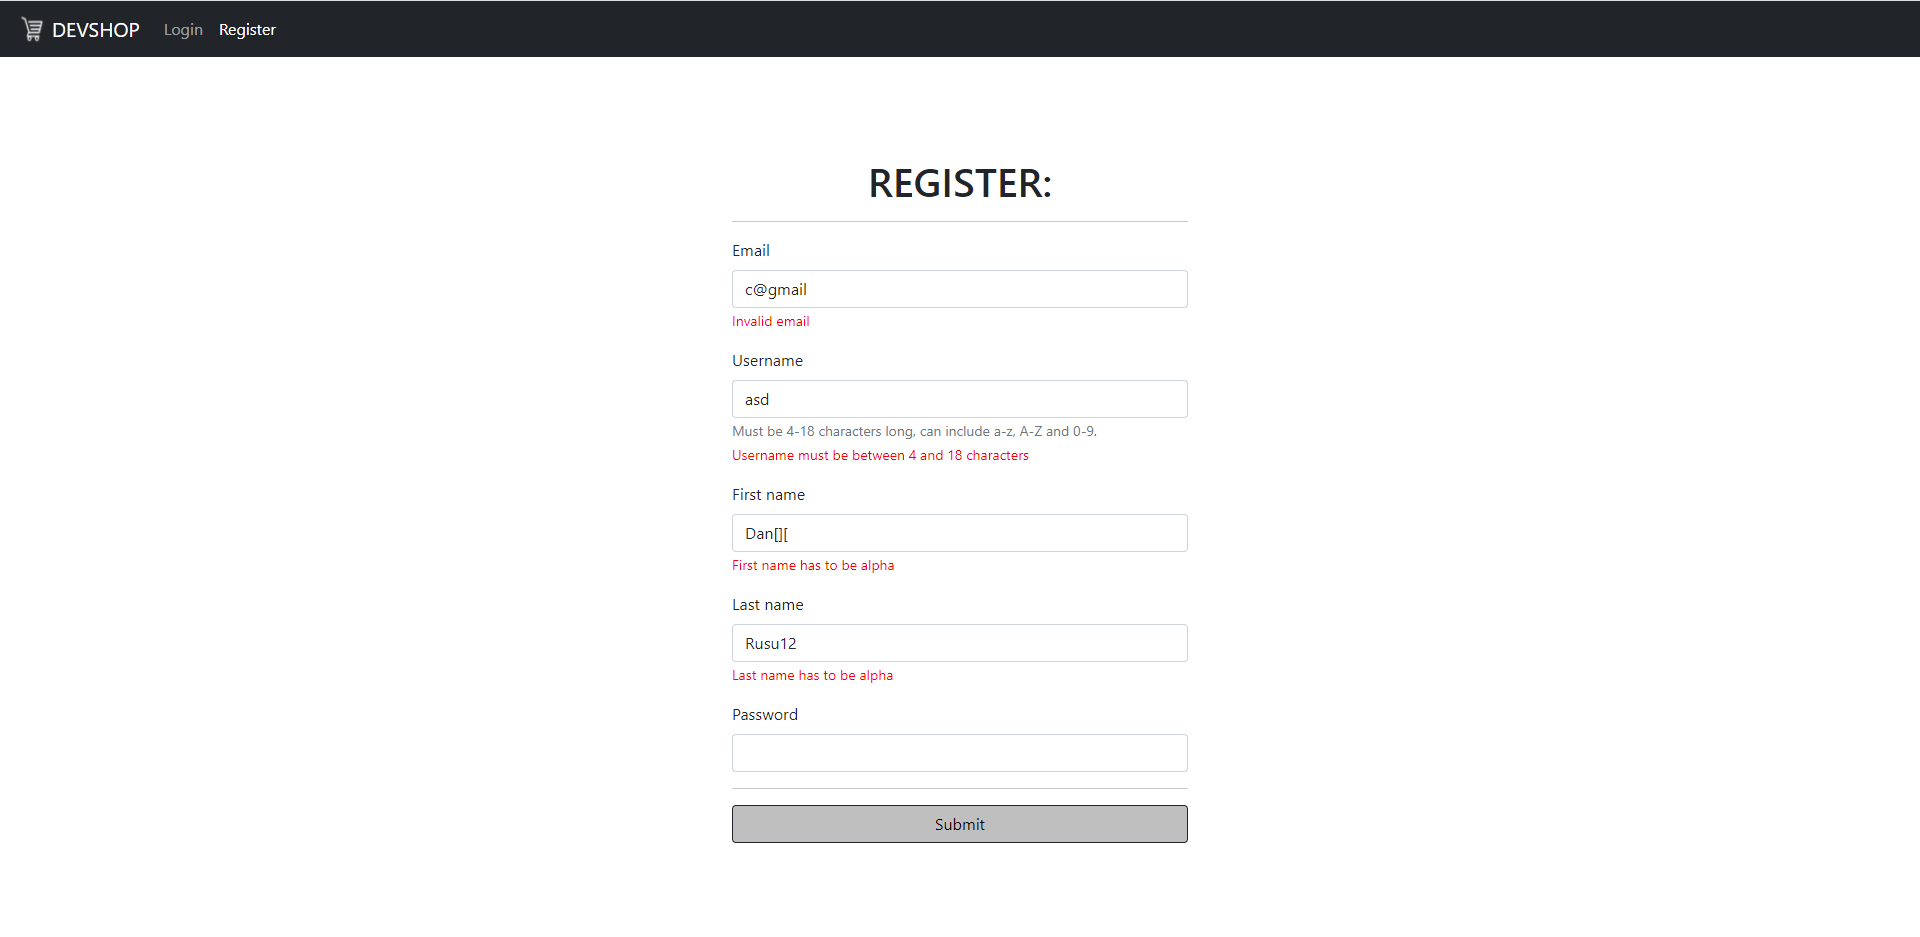 DEVSHOP Login Register
REGISTER:
Email
c@gmail
Invalid email
Username
asd
Must be 4-18 characters long, can include a-z, A-Z and 0-9.
Username must be between 4 and 18 characters
First name
Dan[][
First name has to be alpha
Last name
Rusu12
Last name has to be alpha
Password
Submit